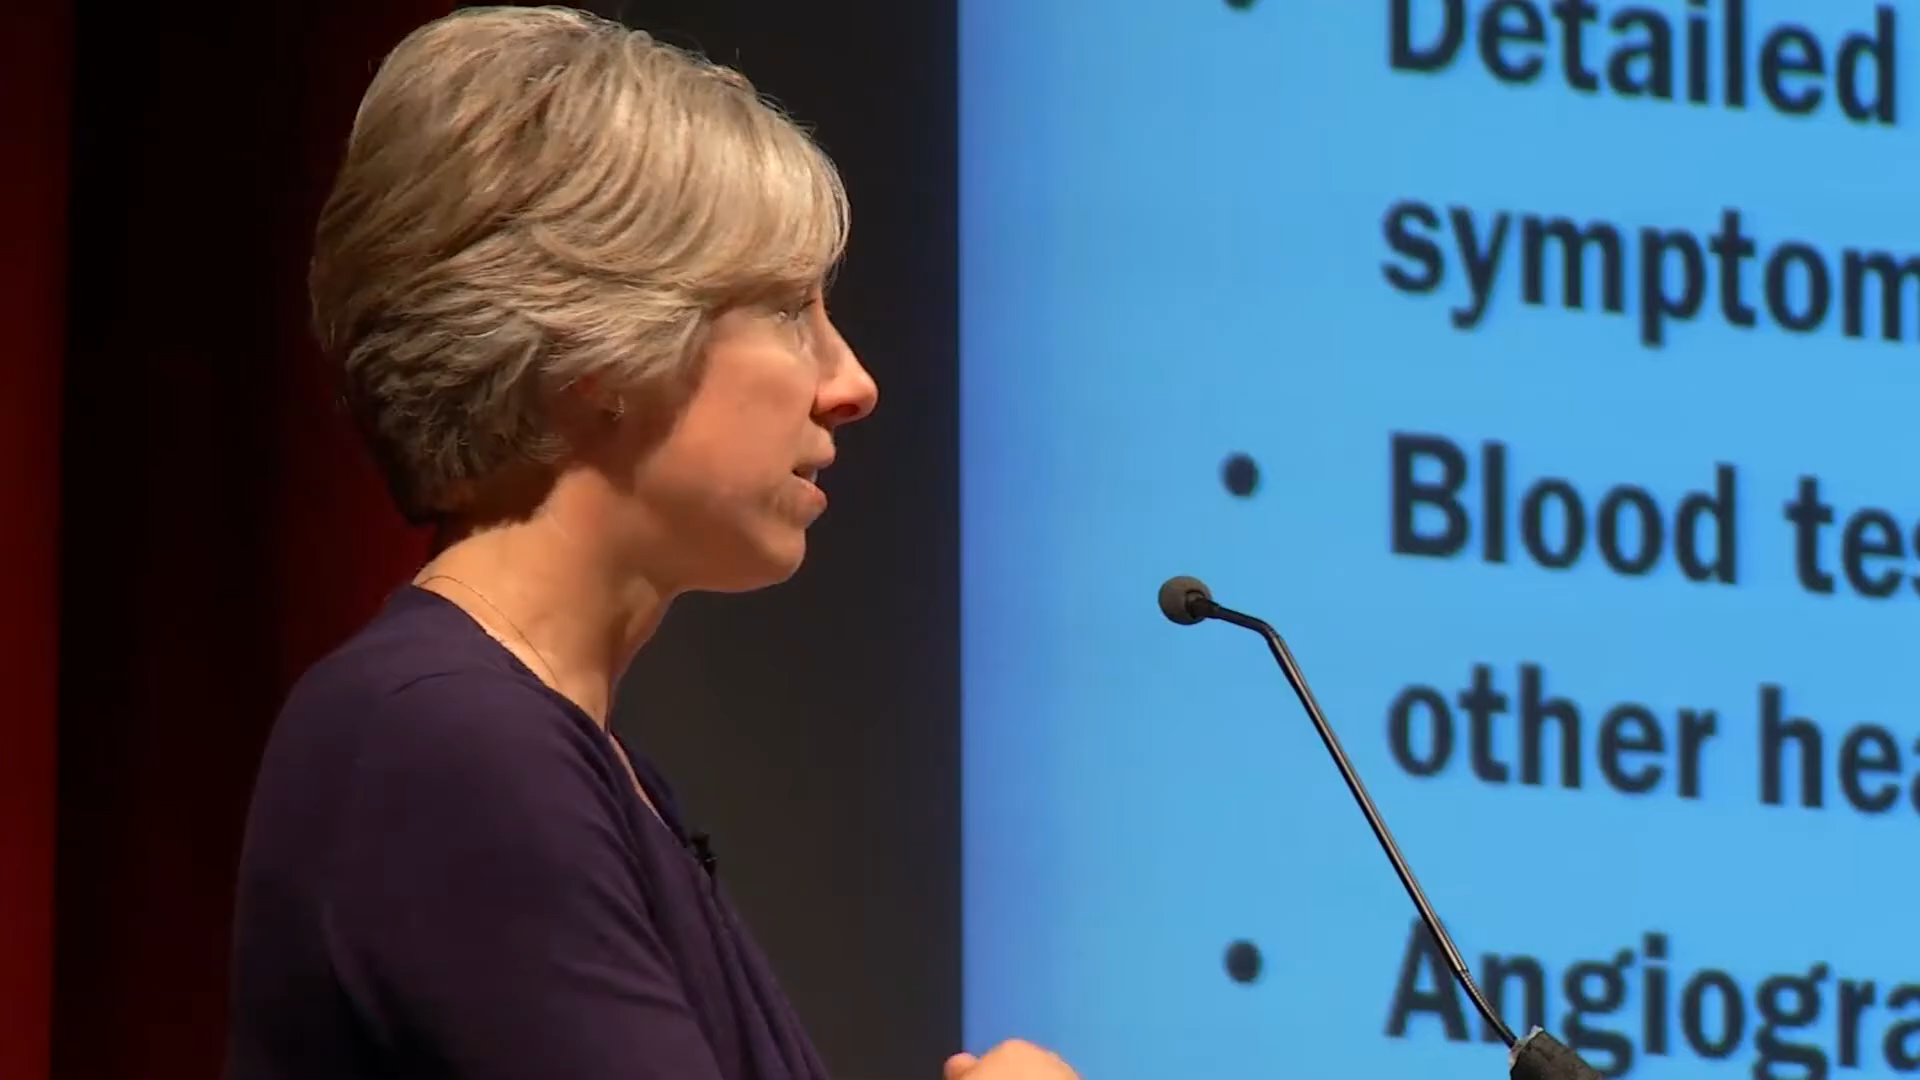 Detailed
symptom
Blood tes
other hea
Angiogra